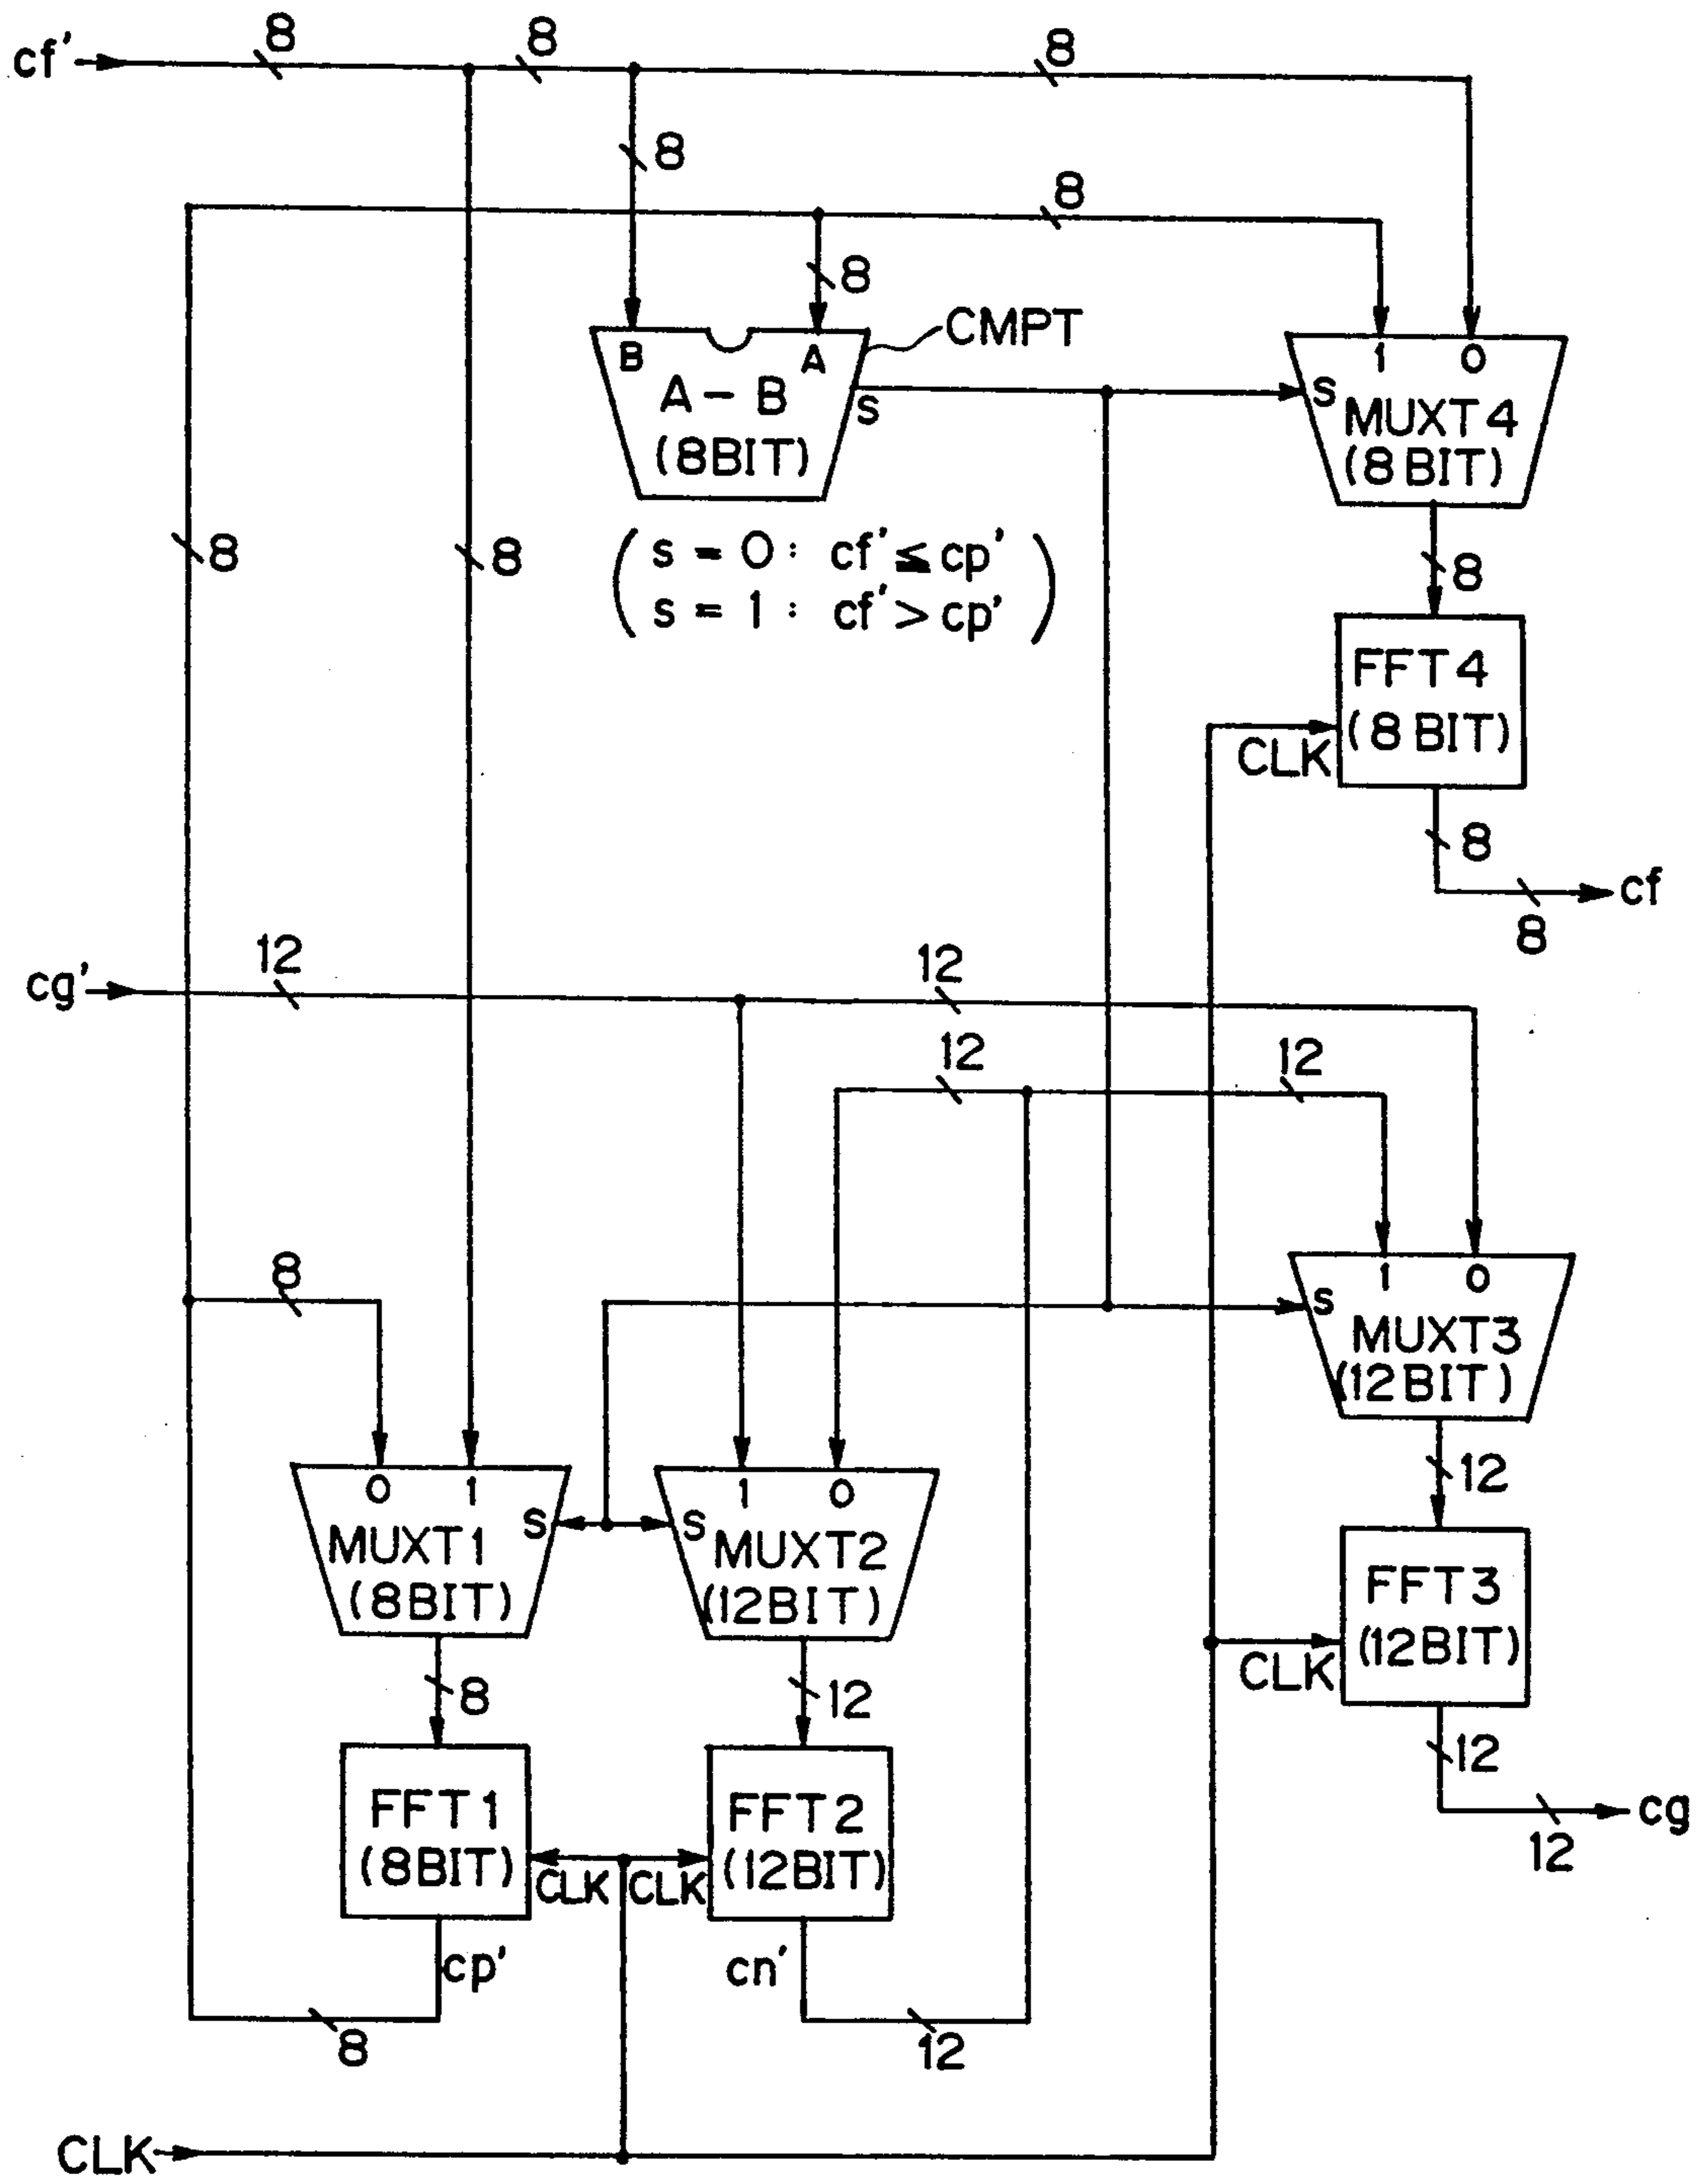 cf' 8 8 8
8
8
8
CMPT
B A 1 0
A - B
(8BIT)
s
s
MUXT4
(8 BIT)
8 8
s = 0 : cf' ≦ cp'
s = 1 : cf' > cp'
8
FFT4
(8 BIT)
CLK
8
cf
8
cg' 12 12
12 12
8
1 0
s
MUXT3
(12BIT)
0 1
s
MUXT1
(8BIT)
1 0
s
MUXT2
(12BIT)
12
8
12
FFT3
(12BIT)
CLK
12
cg
12
FFT1
(8BIT)
CLK CLK
FFT2
(12BIT)
cp'
cn'
8
12
CLK